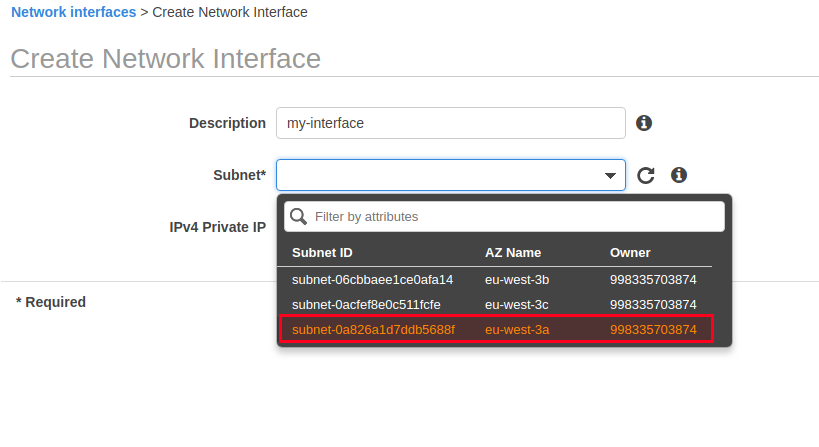 Network interfaces > Create Network Interface
Create Network Interface
Description my-interface
Subnet*
Filter by attributes
IPv4 Private IP
Subnet ID AZ Name Owner
subnet-06cbbaee1ce0afa14 eu-west-3b 998335703874
subnet-0acfef8e0c511fcfe eu-west-3c 998335703874
* Required
subnet-0a826a1d7ddb5688f eu-west-3a 998335703874